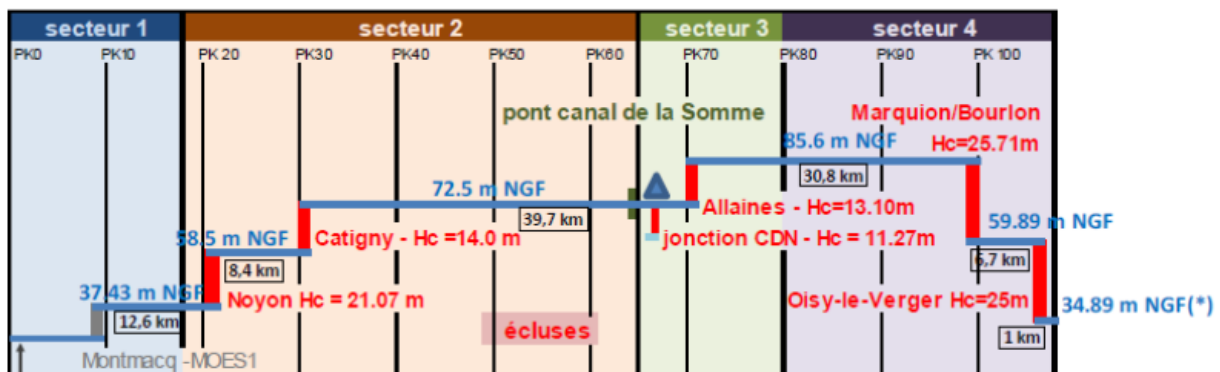 secteur 1 secteur 2 secteur 3 secteur 4
PK0 PK10 PK 20 PK30 PK40 PK50 PK60 PK70 PK80 PK90 PK 100
pont canal de la Somme Marquion/Bourlon
85.6 m NGF Hc=25.71m
72.5 m NGF 30,8 km
39,7 km Allaines - Hc=13.10m 59.89 m NGF
58.5 m NGF Catigny - Hc =14.0 m jonction CDN - Hc = 11.27m
8,4 km 6,7 km
37.43 m NGF Noyon Hc = 21.07 m Oisy-le-Verger Hc=25m 34.89 m NGF(*)
12,6 km écluses 1 km
Montmacq -MOES1